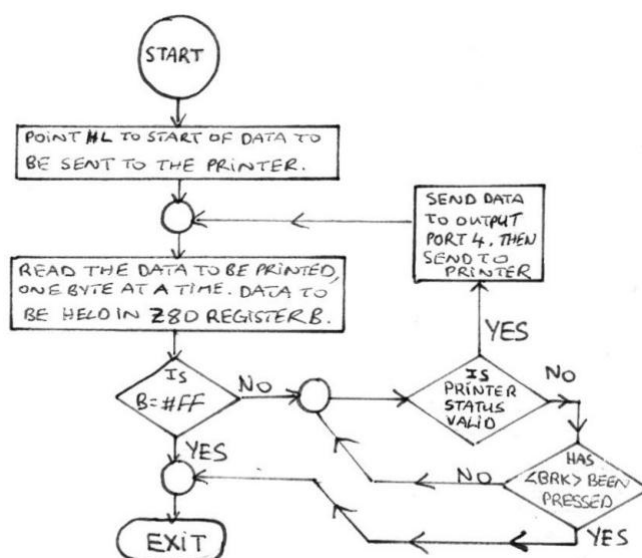 START
POINT HL TO START OF DATA TO
BE SENT TO THE PRINTER.
SEND DATA
TO OUTPUT
PORT 4. THEN
SEND TO
PRINTER
READ THE DATA TO BE PRINTED,
ONE BYTE AT A TIME. DATA TO
BE HELD IN Z80 REGISTER B.
YES
IS
B=#FF
NO
IS
PRINTER
STATUS
VALID
NO
YES
HAS
<BRK> BEEN
PRESSED
NO
YES
EXIT